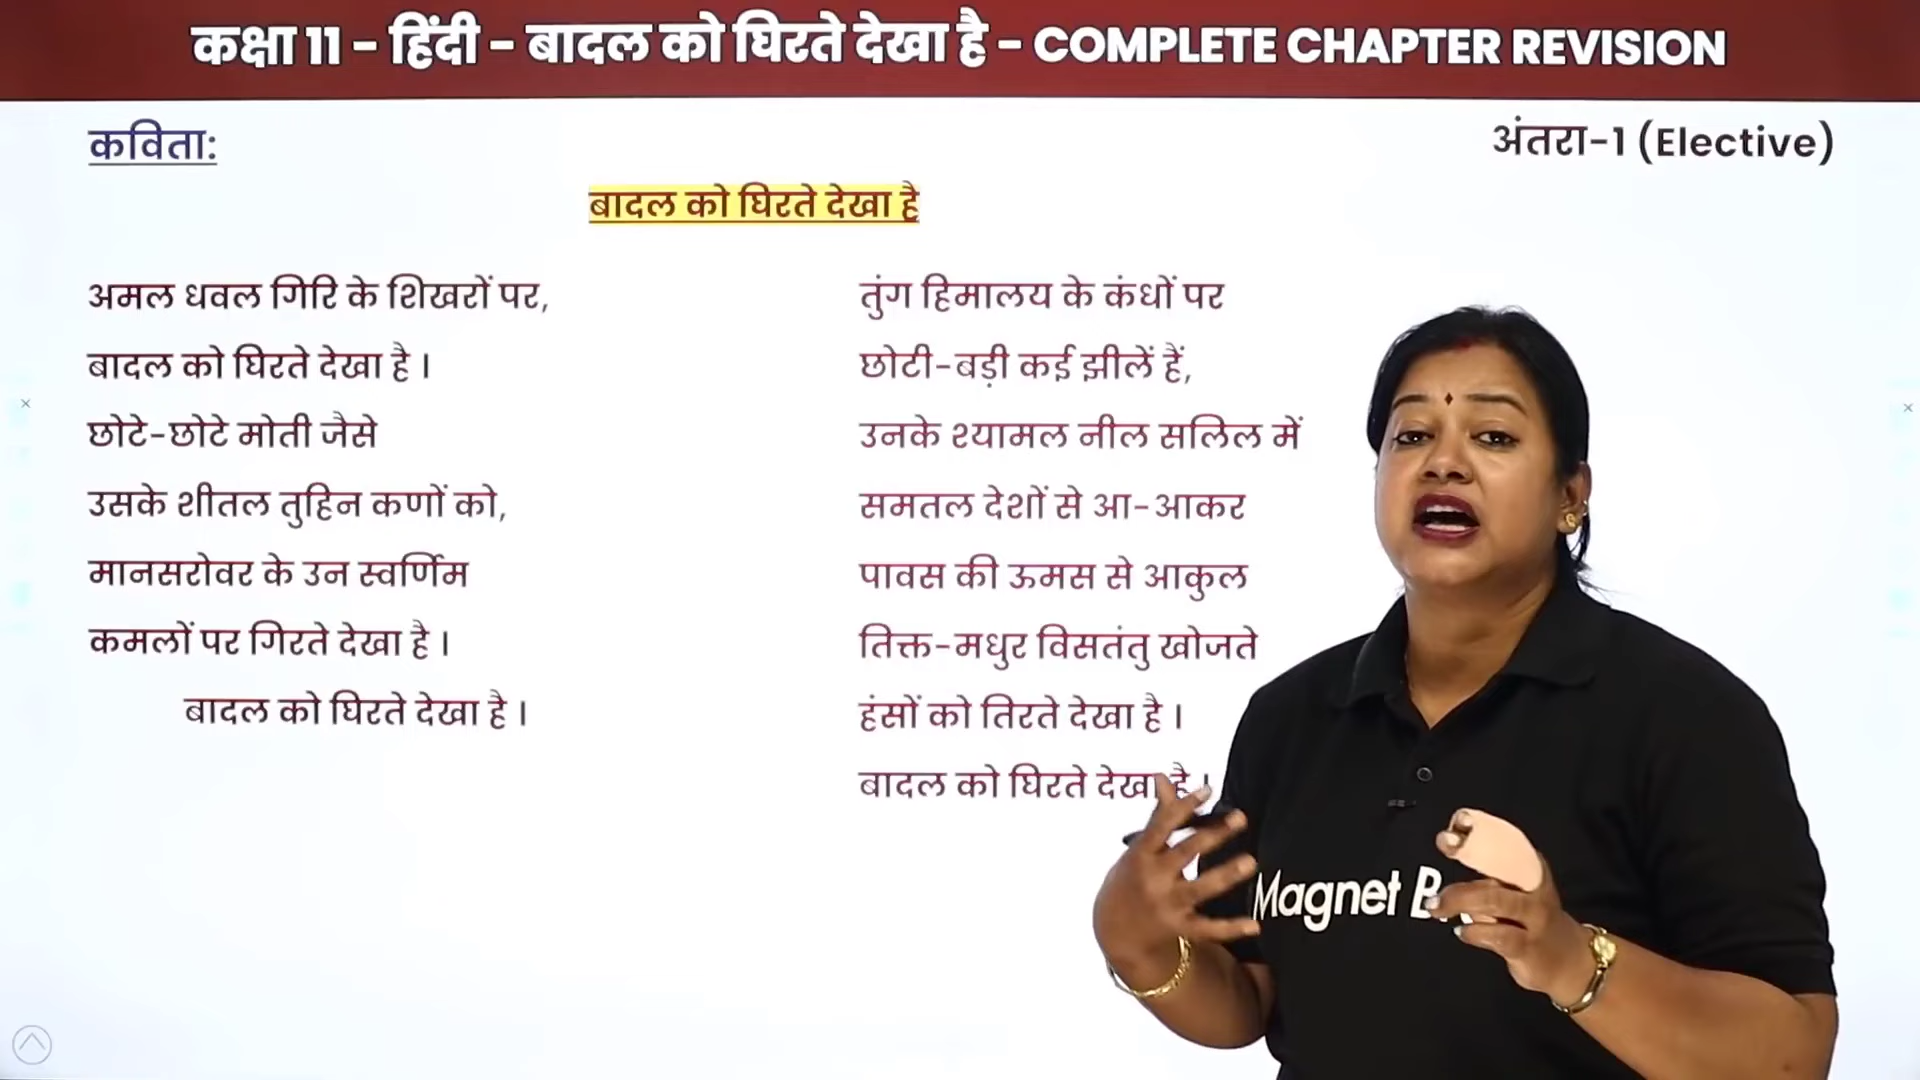 कक्षा 11 - हिंदी - बादल को घिरते देखा है - COMPLETE CHAPTER REVISION
कविता:
अंतरा-1 (Elective)
बादल को घिरते देखा है
अमल धवल गिरि के शिखरों पर,
बादल को घिरते देखा है ।
छोटे-छोटे मोती जैसे
उसके शीतल तुहिन कणों को,
मानसरोवर के उन स्वर्णिम
कमलों पर गिरते देखा है ।
बादल को घिरते देखा है ।
तुंग हिमालय के कंधों पर
छोटी-बड़ी कई झीलें हैं,
उनके श्यामल नील सलिल में
समतल देशों से आ-आकर
पावस की ऊमस से आकुल
तिक्त-मधुर विसतंतु खोजते
हंसों को तिरते देखा है ।
बादल को घिरते देखा है ।
Magnet